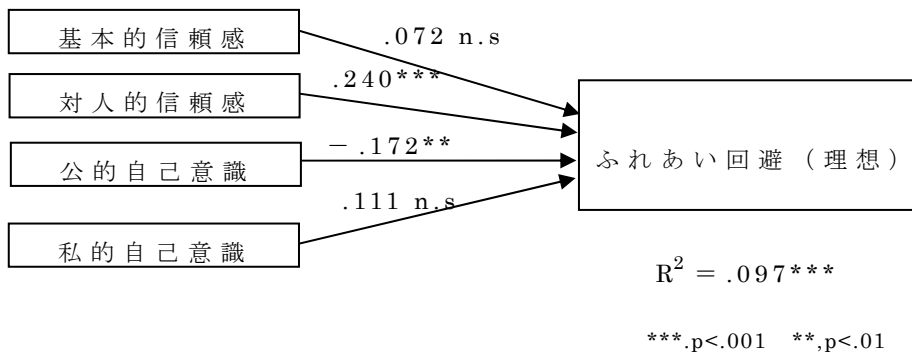 基本的信頼感
.072 n.s
対人的信頼感
.240***
公的自己意識
－.172**
私的自己意識
.111 n.s
ふれあい回避（理想）
R² = .097***
***.p<.001 **,p<.01